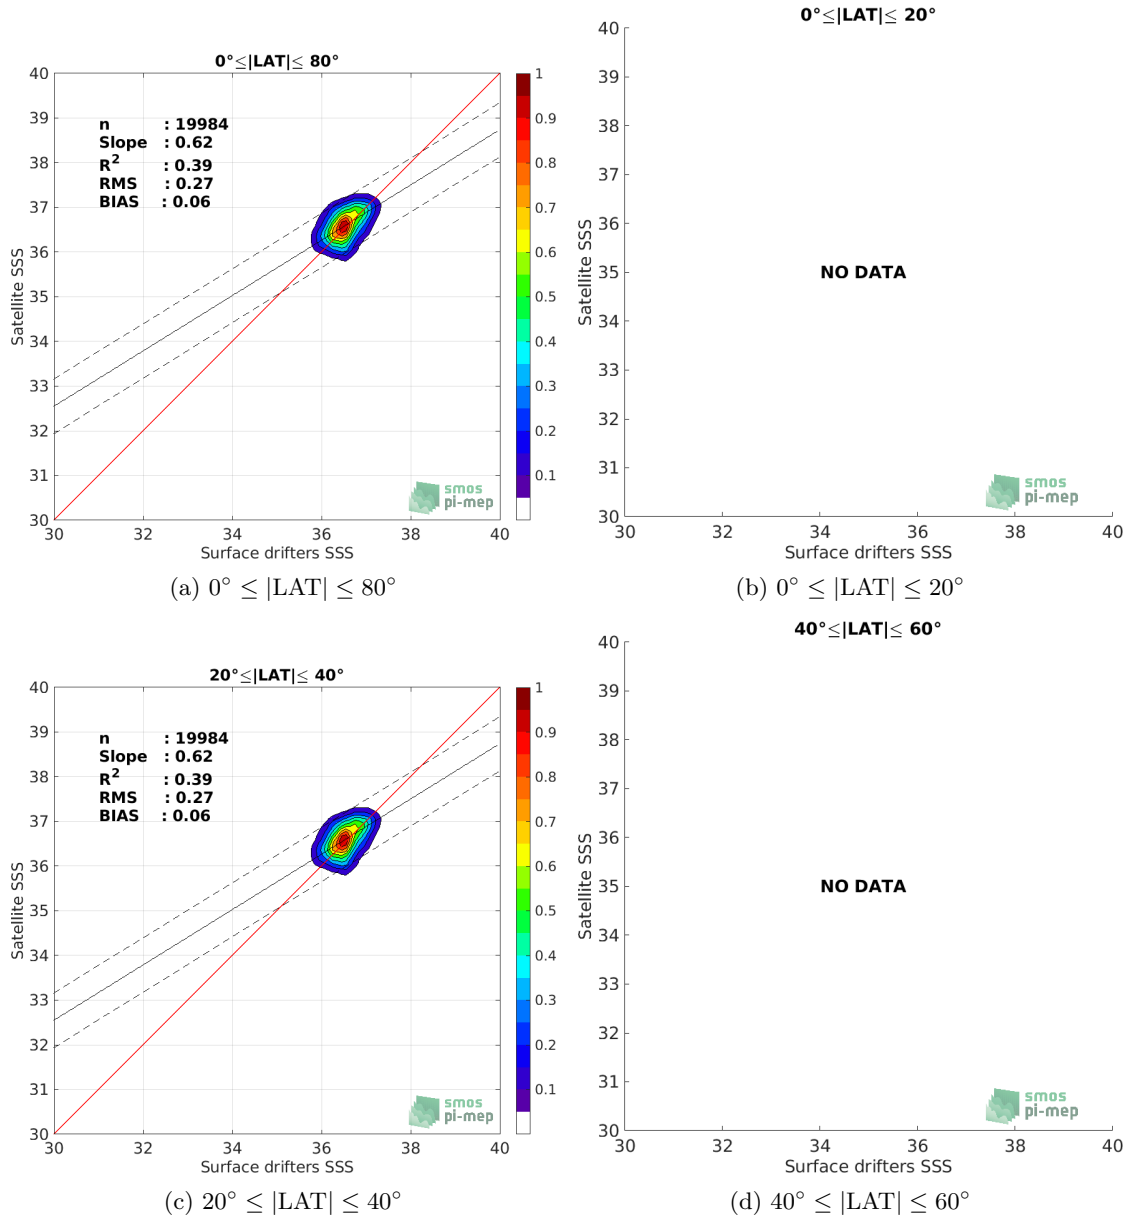 0°≤|LAT|≤ 80°
n : 19984
Slope : 0.62
R² : 0.39
RMS : 0.27
BIAS : 0.06
Satellite SSS
40
39
38
37
36
35
34
33
32
31
30
30 32 34 36 38 40
Surface drifters SSS
1
0.9
0.8
0.7
0.6
0.5
0.4
0.3
0.2
0.1
smos
pi-mep
(a) 0° ≤ |LAT| ≤ 80°
0°≤|LAT|≤ 20°
Satellite SSS
40
39
38
37
36
35
34
33
32
31
30
NO DATA
smos
pi-mep
30 32 34 36 38 40
Surface drifters SSS
(b) 0° ≤ |LAT| ≤ 20°
20°≤|LAT|≤ 40°
n : 19984
Slope : 0.62
R² : 0.39
RMS : 0.27
BIAS : 0.06
Satellite SSS
40
39
38
37
36
35
34
33
32
31
30
30 32 34 36 38 40
Surface drifters SSS
1
0.9
0.8
0.7
0.6
0.5
0.4
0.3
0.2
0.1
smos
pi-mep
(c) 20° ≤ |LAT| ≤ 40°
40°≤|LAT|≤ 60°
Satellite SSS
40
39
38
37
36
35
34
33
32
31
30
NO DATA
smos
pi-mep
30 32 34 36 38 40
Surface drifters SSS
(d) 40° ≤ |LAT| ≤ 60°